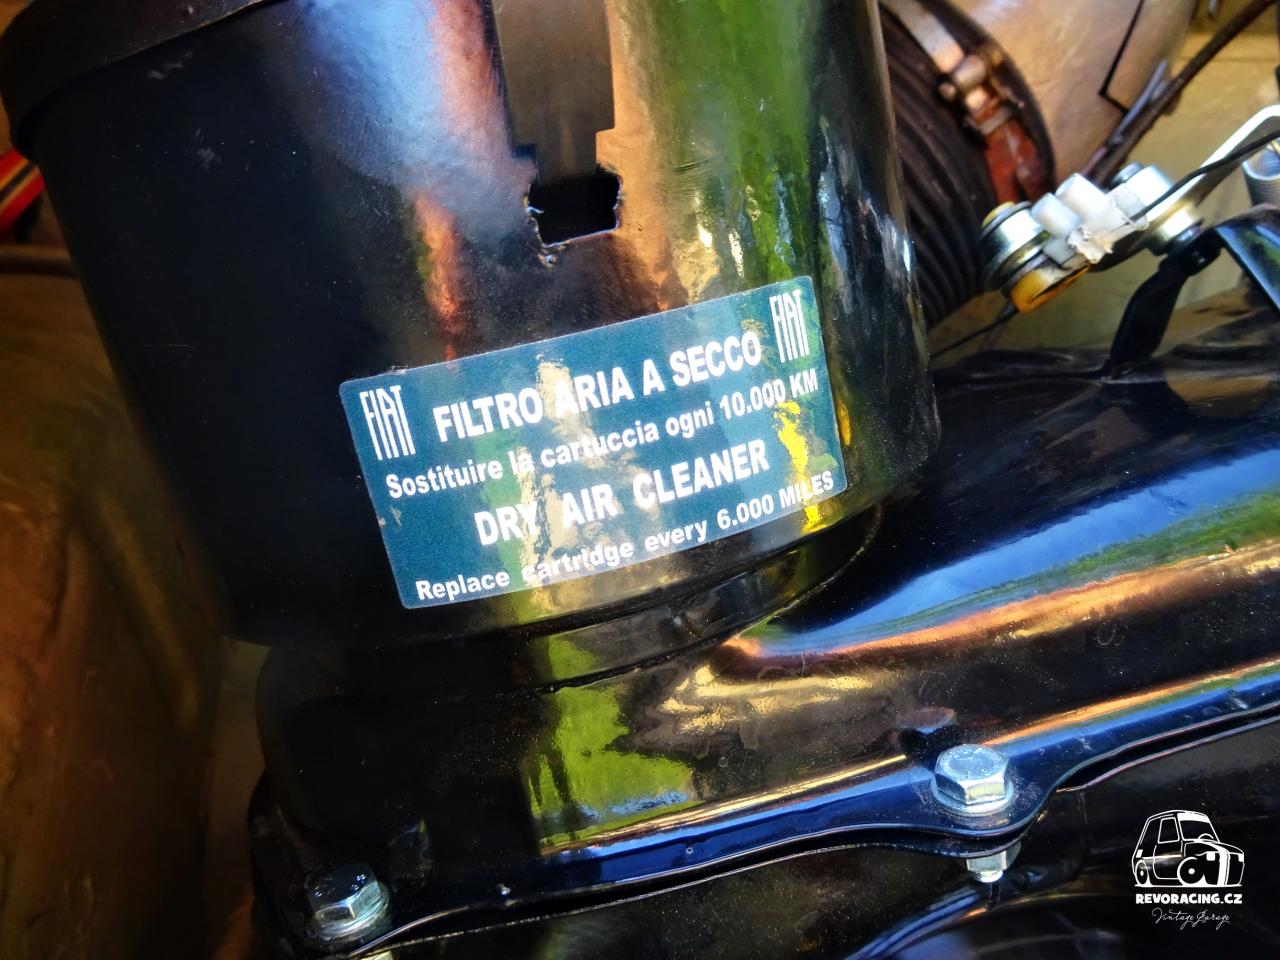 FIAT FILTRO ARIA A SECCO FIAT
Sostituire la cartuccia ogni 10.000 KM
DRY AIR CLEANER
Replace cartridge every 6.000 MILES
REVORACING.CZ
Vintage Garage